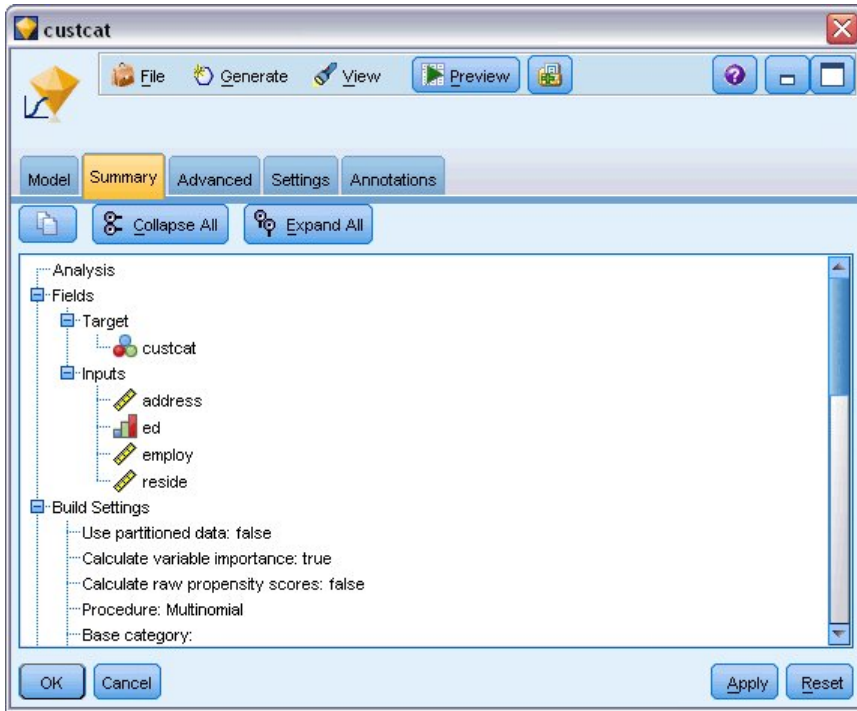 custcat
File Generate View Preview
Model Summary Advanced Settings Annotations
Collapse All Expand All
Analysis
Fields
Target
custcat
Inputs
address
ed
employ
reside
Build Settings
Use partitioned data: false
Calculate variable importance: true
Calculate raw propensity scores: false
Procedure: Multinomial
Base category:
OK Cancel Apply Reset